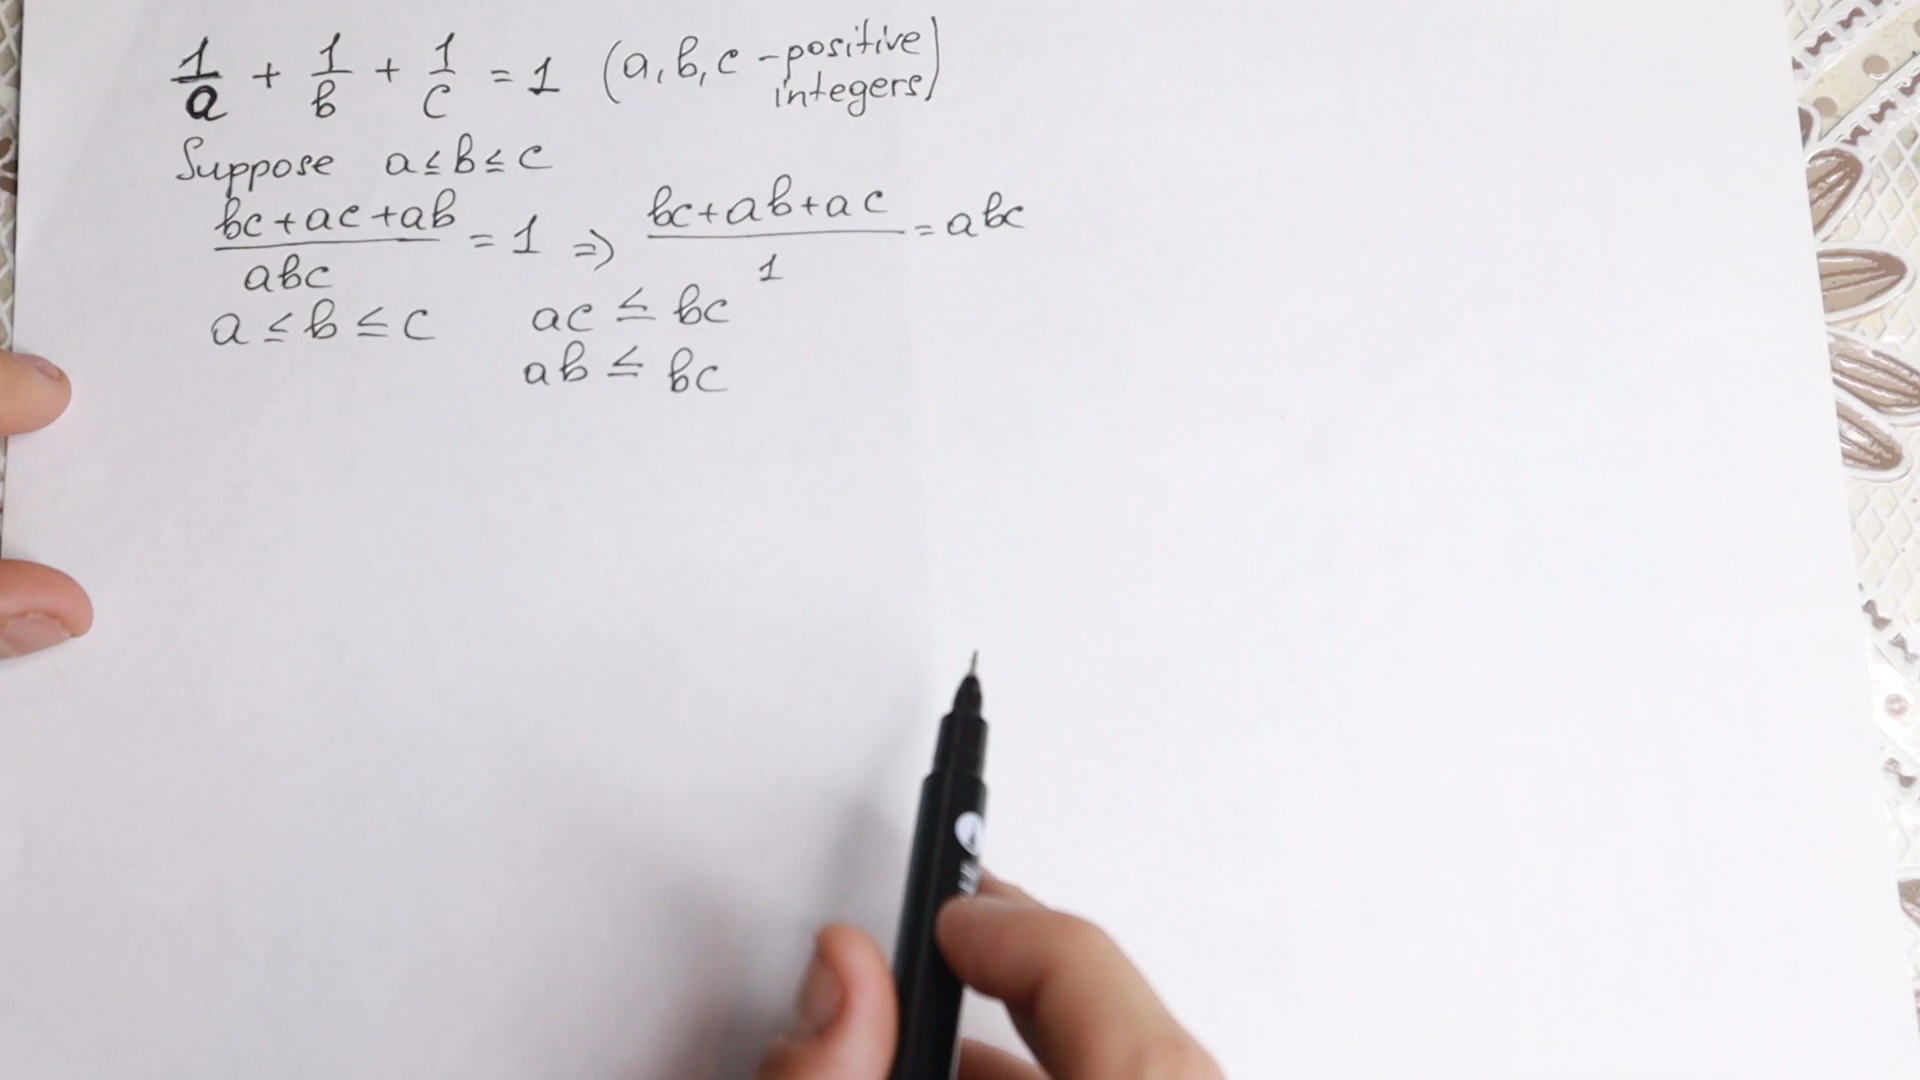 1/a + 1/b + 1/c = 1 (a, b, c - positive integers)
Suppose a ≤ b ≤ c
(bc + ac + ab)/abc = 1 ⇒ (bc + ab + ac)/1 = abc
a ≤ b ≤ c ac ≤ bc
ab ≤ bc